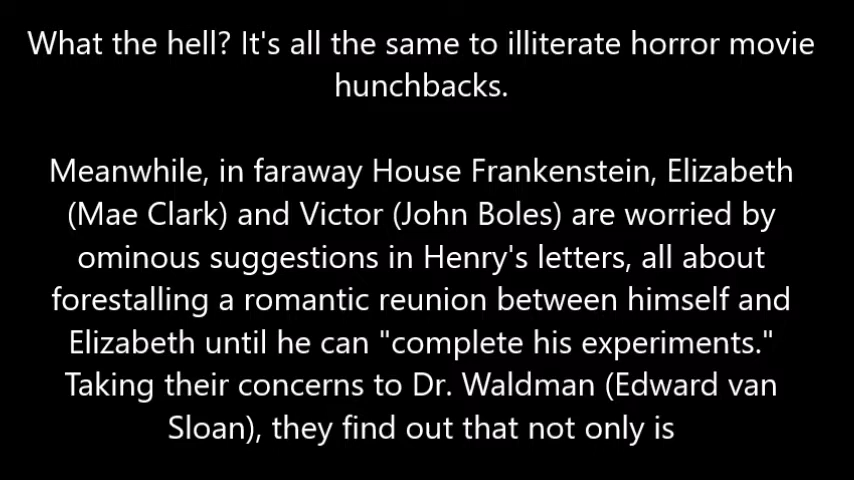 What the hell? It's all the same to illiterate horror movie
hunchbacks.
Meanwhile, in faraway House Frankenstein, Elizabeth
(Mae Clark) and Victor (John Boles) are worried by
ominous suggestions in Henry's letters, all about
forestalling a romantic reunion between himself and
Elizabeth until he can "complete his experiments."
Taking their concerns to Dr. Waldman (Edward van
Sloan), they find out that not only is